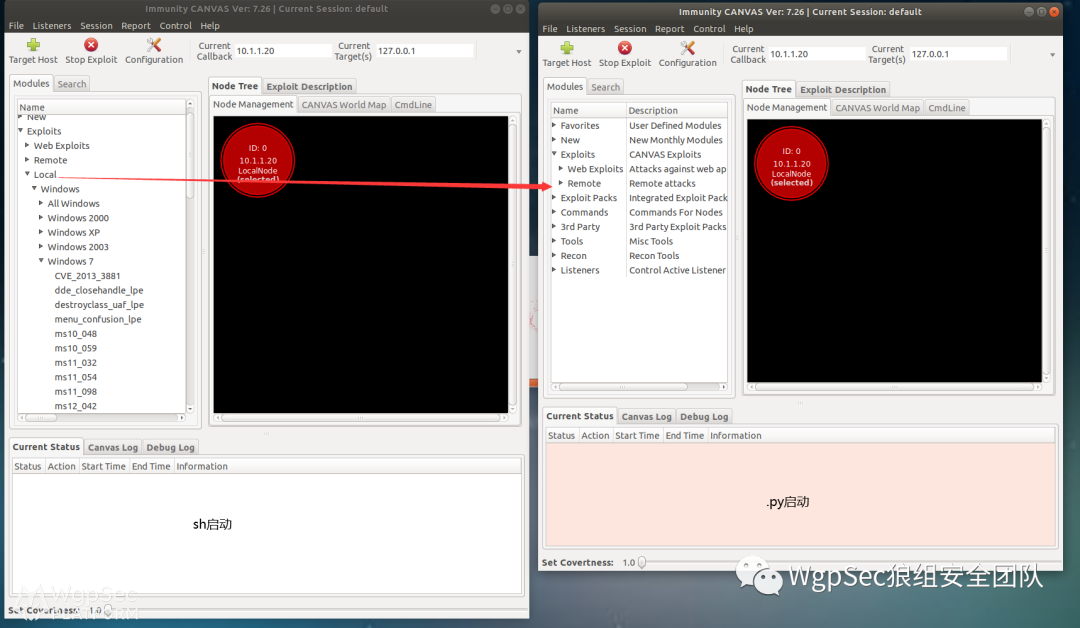 Immunity CANVAS Ver: 7.26 | Current Session: default
File Listeners Session Report Control Help
Target Host Stop Exploit Configuration
Current Callback 10.1.1.20 Current Target(s) 127.0.0.1
Modules Search
Name
New
Exploits
Web Exploits
Remote
Local
Windows
All Windows
Windows 2000
Windows XP
Windows 2003
Windows 7
CVE_2013_3881
dde_closehandle_lpe
destroyclass_uaf_lpe
menu_confusion_lpe
ms10_048
ms10_059
ms11_032
ms11_054
ms11_098
ms12_042
Node Tree Exploit Description
Node Management CANVAS World Map CmdLine
ID: 0
10.1.1.20
LocalNode
(selected)
Current Status Canvas Log Debug Log
Status Action Start Time End Time Information
sh启动
Set Covertness: 1.0
WgpSec
PLATFORM
Immunity CANVAS Ver: 7.26 | Current Session: default
File Listeners Session Report Control Help
Target Host Stop Exploit Configuration
Current Callback 10.1.1.20 Current Target(s) 127.0.0.1
Modules Search
Name Description
Favorites User Defined Modules
New New Monthly Modules
Exploits CANVAS Exploits
Web Exploits Attacks against web ap
Remote Remote attacks
Exploit Packs Integrated Exploit Pack
Commands Commands For Nodes
3rd Party 3rd Party Exploit Packs
Tools Misc Tools
Recon Recon Tools
Listeners Control Active Listener
Node Tree Exploit Description
Node Management CANVAS World Map CmdLine
ID: 0
10.1.1.20
LocalNode
(selected)
Current Status Canvas Log Debug Log
Status Action Start Time End Time Information
.py启动
Set Covertness: 1.0
WgpSec狼组安全团队